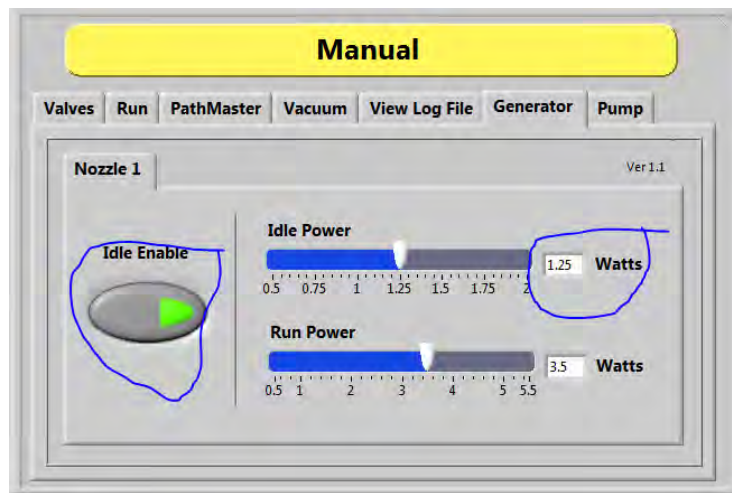 Manual
Valves Run PathMaster Vacuum View Log File Generator Pump
Nozzle 1 Ver 1.1
Idle Enable
Idle Power
1.25 Watts
0.5 0.75 1 1.25 1.5 1.75 2
Run Power
3.5 Watts
0.5 1 2 3 4 5 5.5